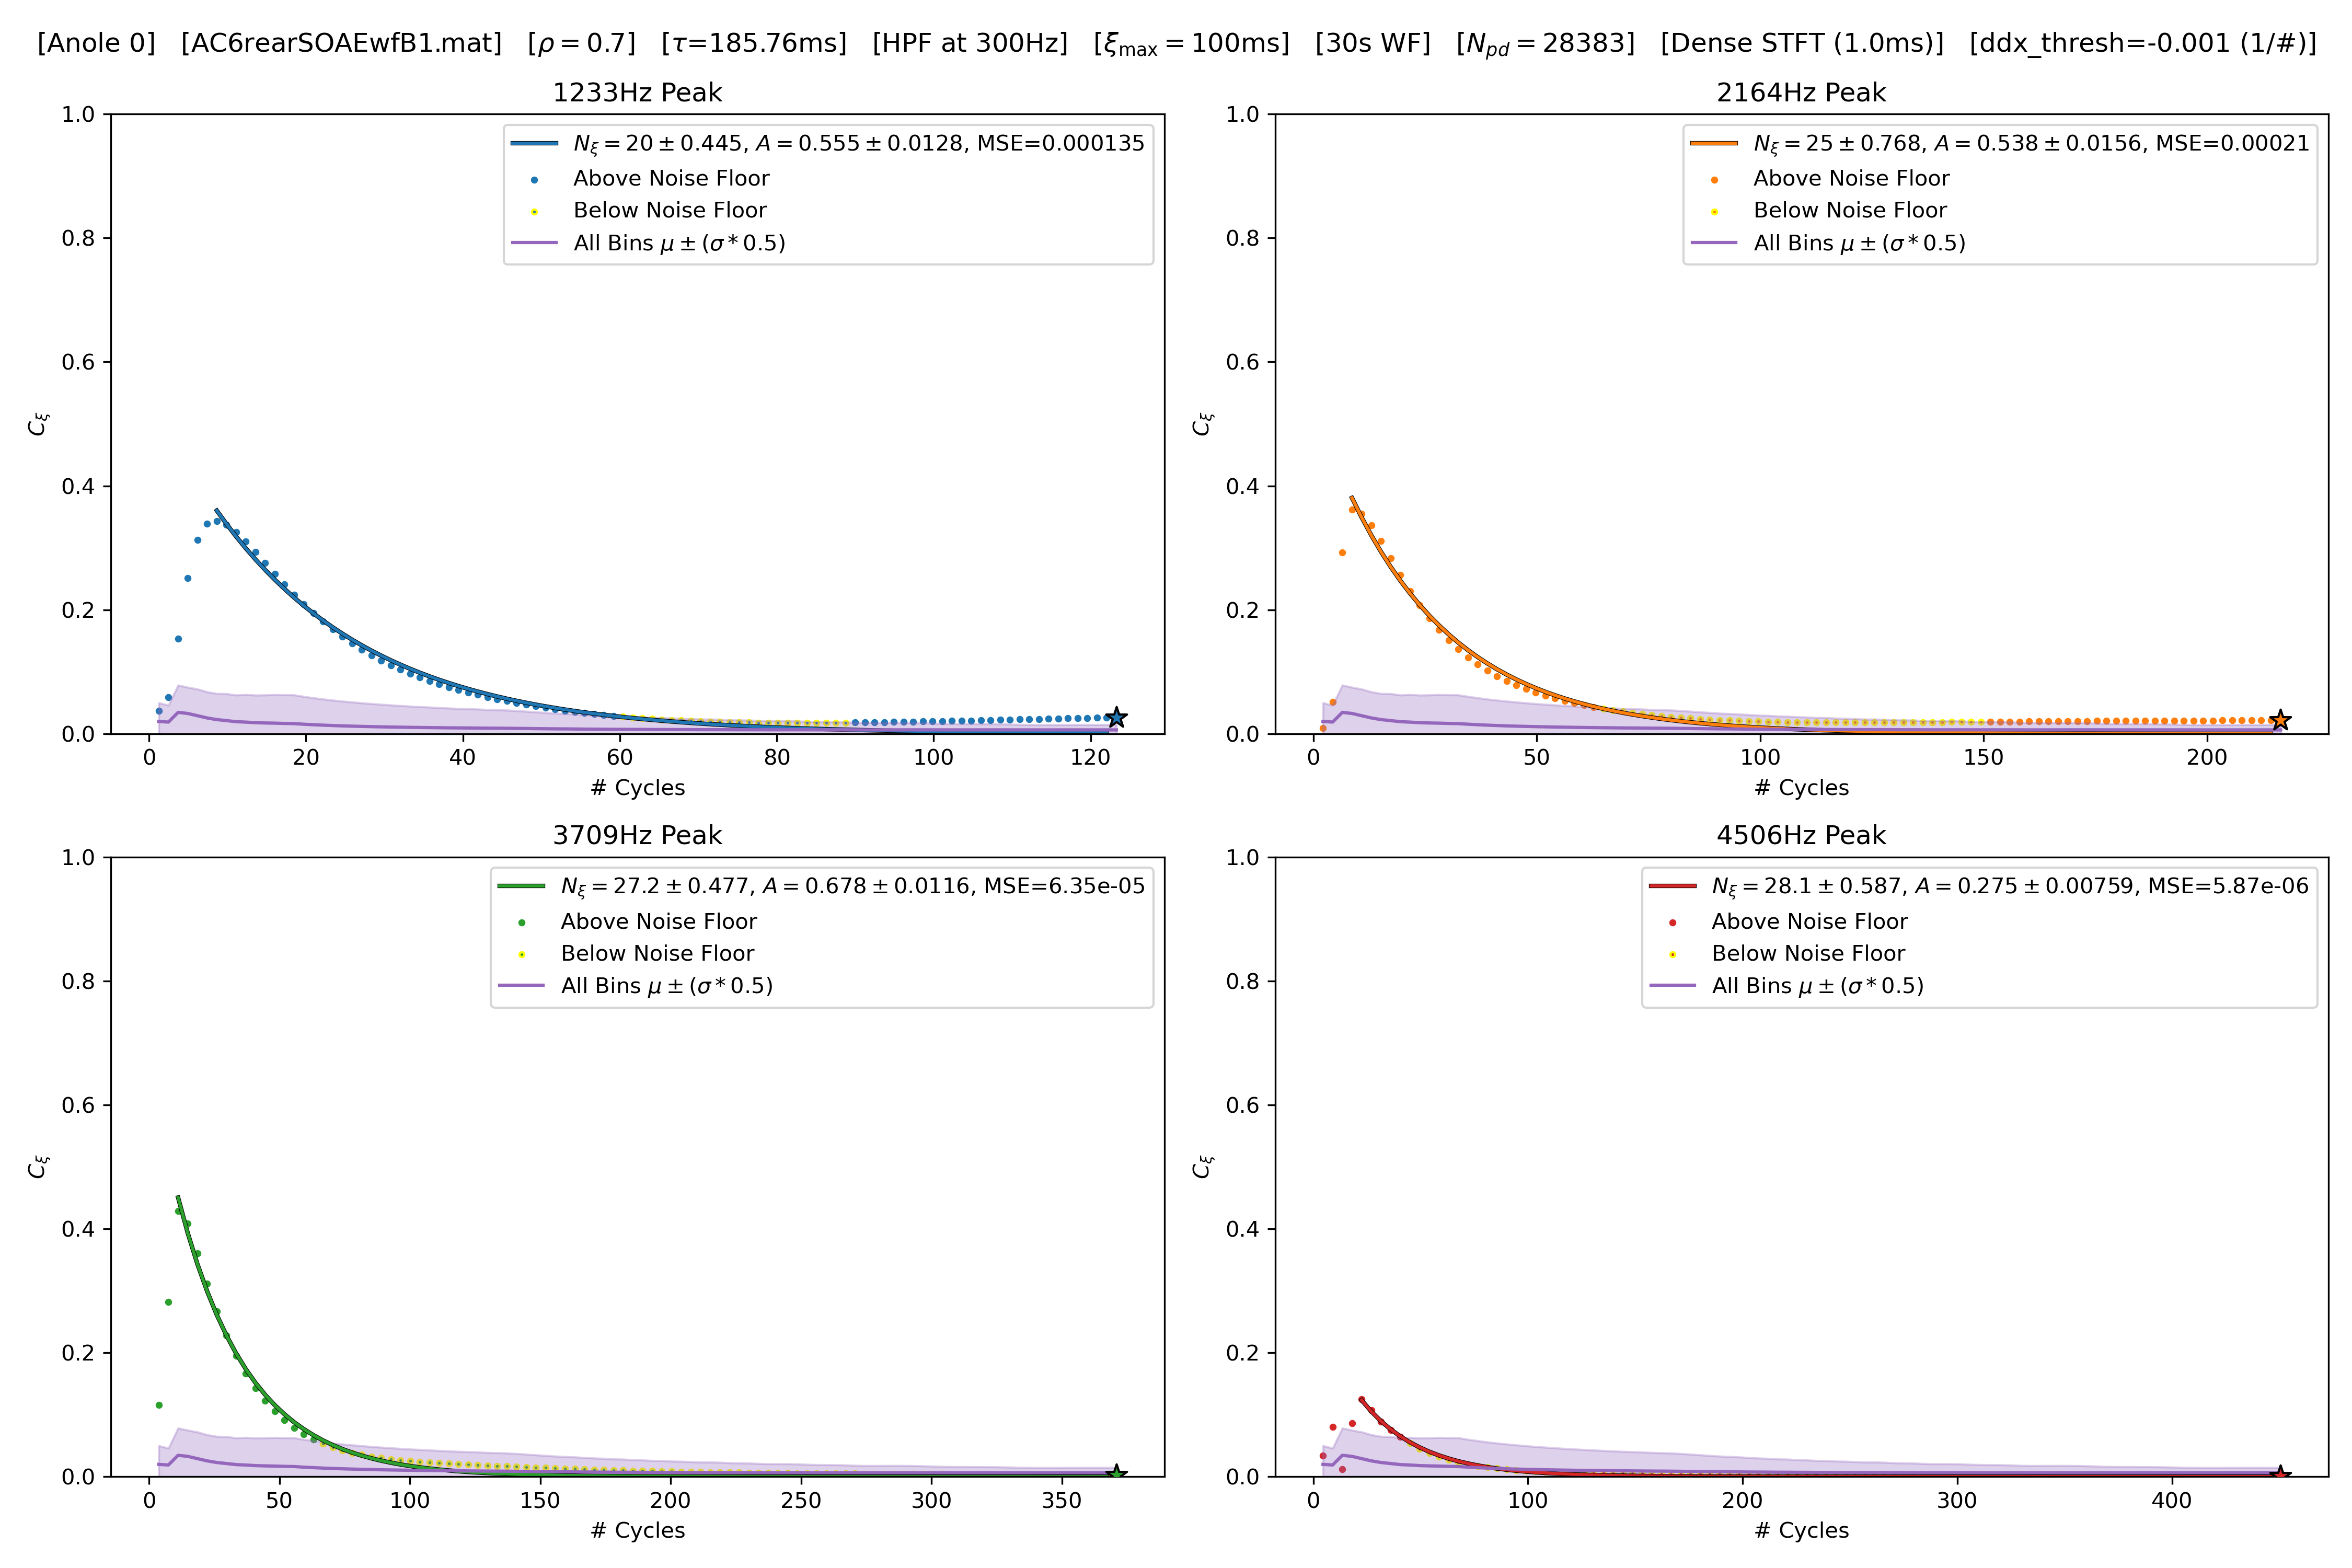 [Anole 0] [AC6rearSOAEwfB1.mat] [ρ = 0.7] [τ=185.76ms] [HPF at 300Hz] [ξmax = 100ms] [30s WF] [Npd = 28383] [Dense STFT (1.0ms)] [ddx_thresh=-0.001 (1/#)]
1233Hz Peak
Nξ = 20 ± 0.445, A = 0.555 ± 0.0128, MSE=0.000135
Above Noise Floor
Below Noise Floor
All Bins μ ± (σ * 0.5)
1.0
0.8
0.6
0.4
0.2
0.0
Cξ
0 20 40 60 80 100 120
# Cycles
2164Hz Peak
Nξ = 25 ± 0.768, A = 0.538 ± 0.0156, MSE=0.00021
Above Noise Floor
Below Noise Floor
All Bins μ ± (σ * 0.5)
1.0
0.8
0.6
0.4
0.2
0.0
Cξ
0 50 100 150 200
# Cycles
3709Hz Peak
Nξ = 27.2 ± 0.477, A = 0.678 ± 0.0116, MSE=6.35e-05
Above Noise Floor
Below Noise Floor
All Bins μ ± (σ * 0.5)
1.0
0.8
0.6
0.4
0.2
0.0
Cξ
0 50 100 150 200 250 300 350
# Cycles
4506Hz Peak
Nξ = 28.1 ± 0.587, A = 0.275 ± 0.00759, MSE=5.87e-06
Above Noise Floor
Below Noise Floor
All Bins μ ± (σ * 0.5)
1.0
0.8
0.6
0.4
0.2
0.0
Cξ
0 100 200 300 400
# Cycles